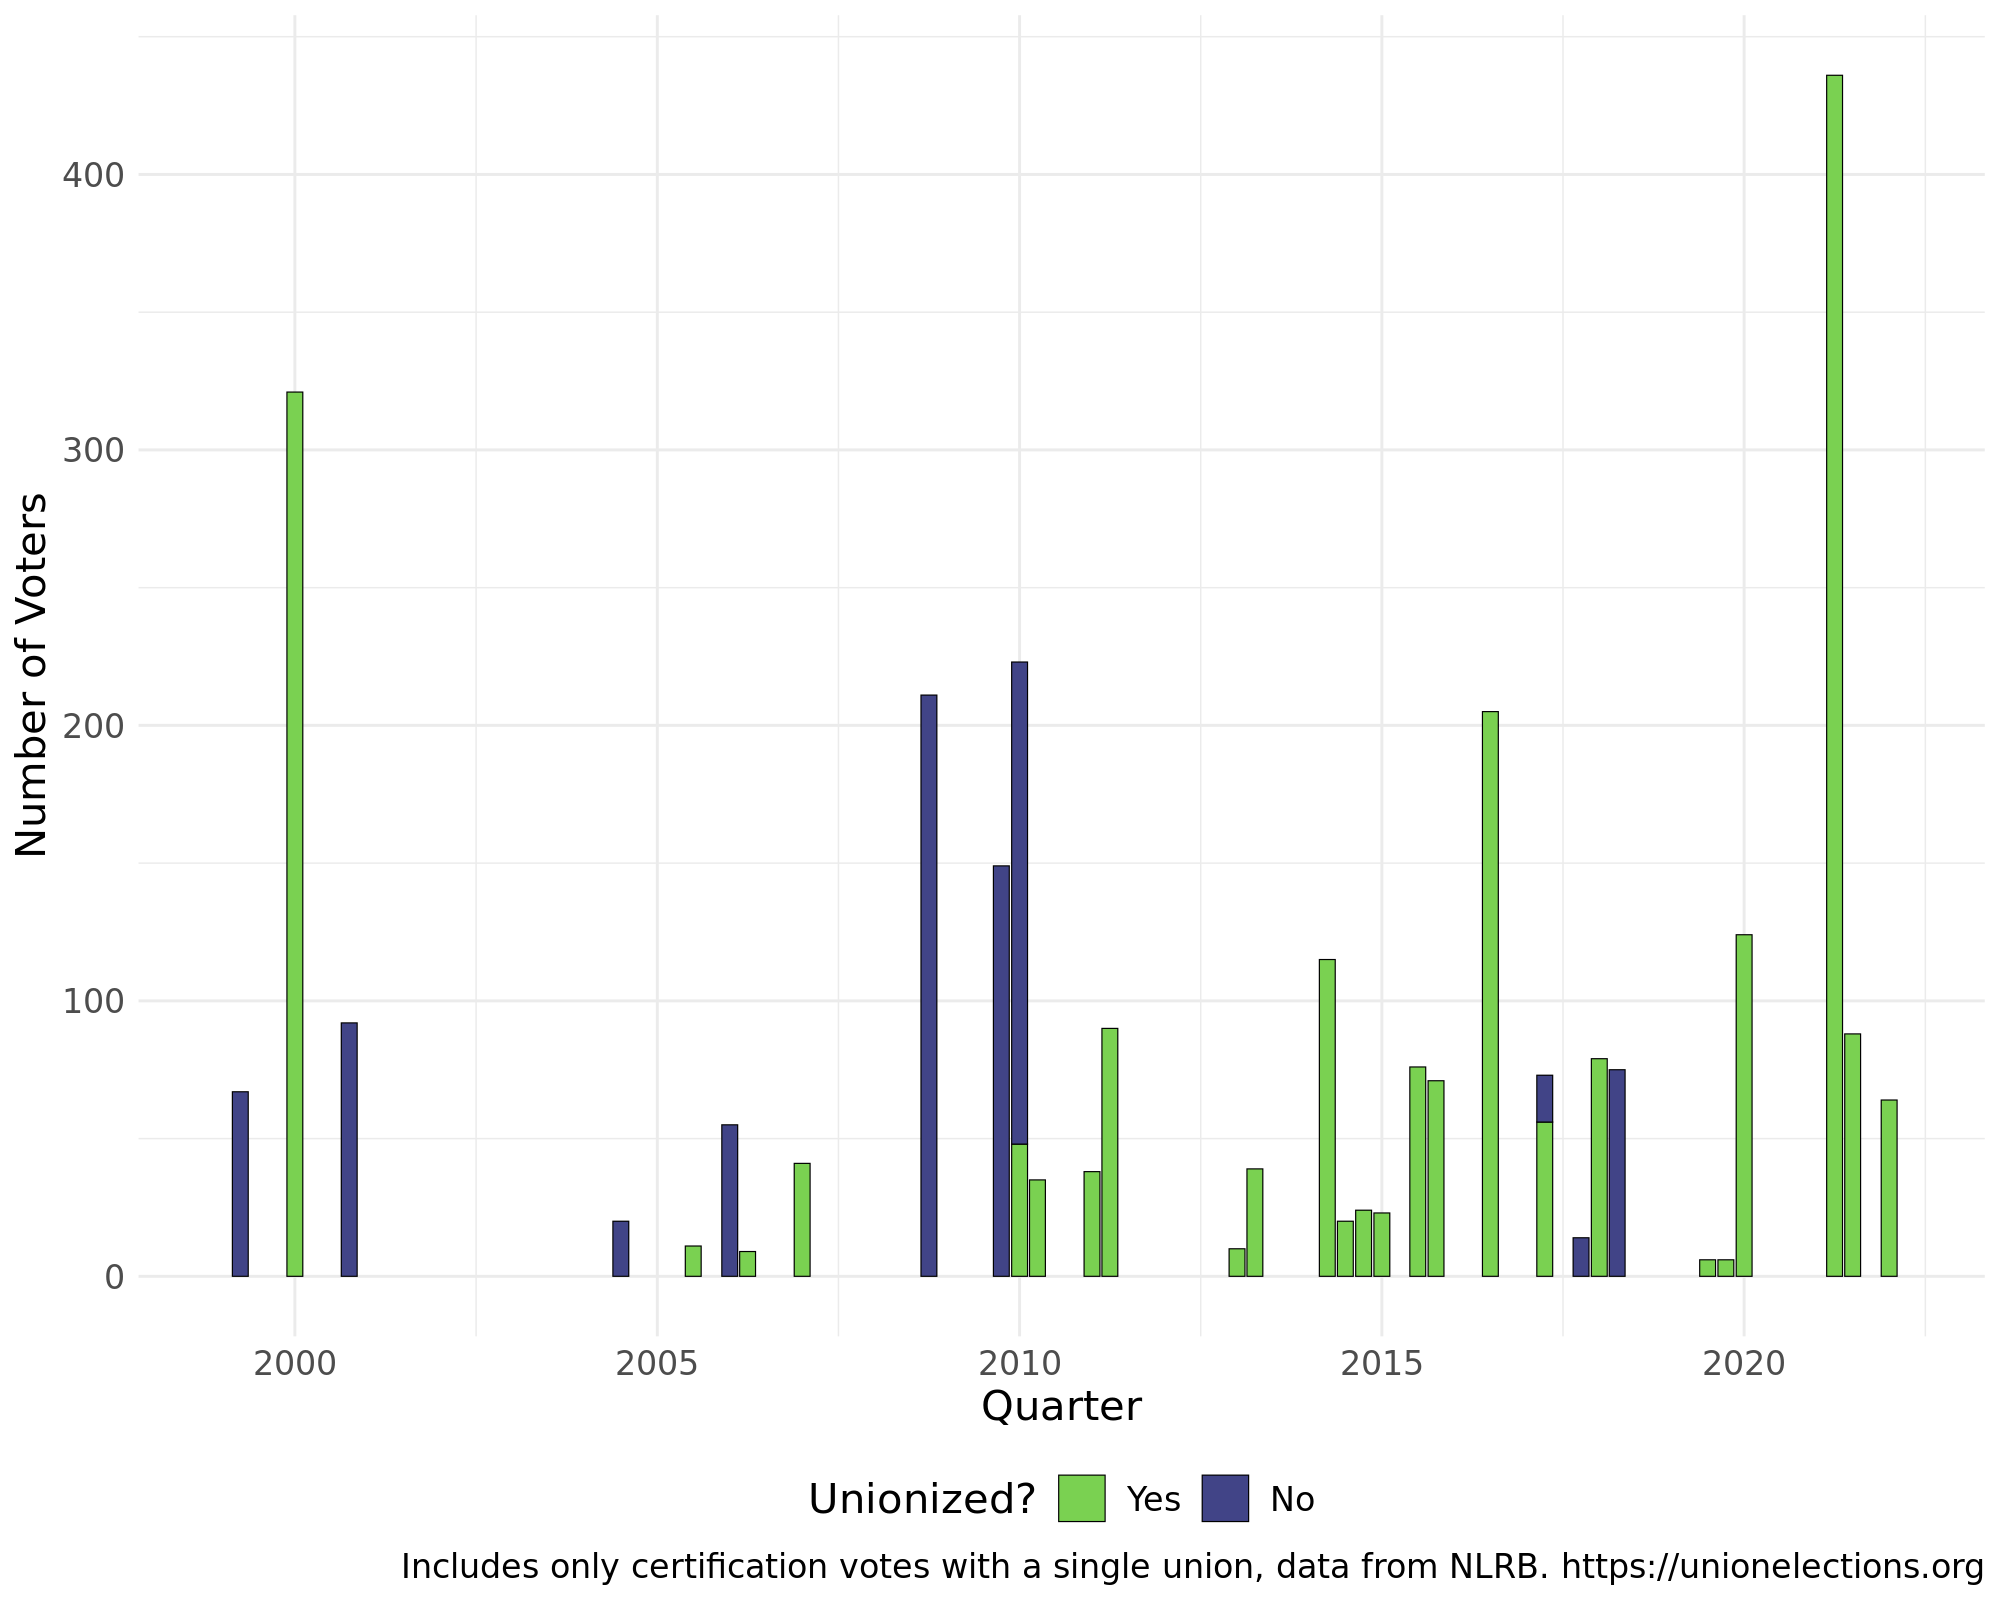 400
300
200
100
0
Number of Voters
2000 2005 2010 2015 2020
Quarter
Unionized? Yes No
Includes only certification votes with a single union, data from NLRB. https://unionelections.org